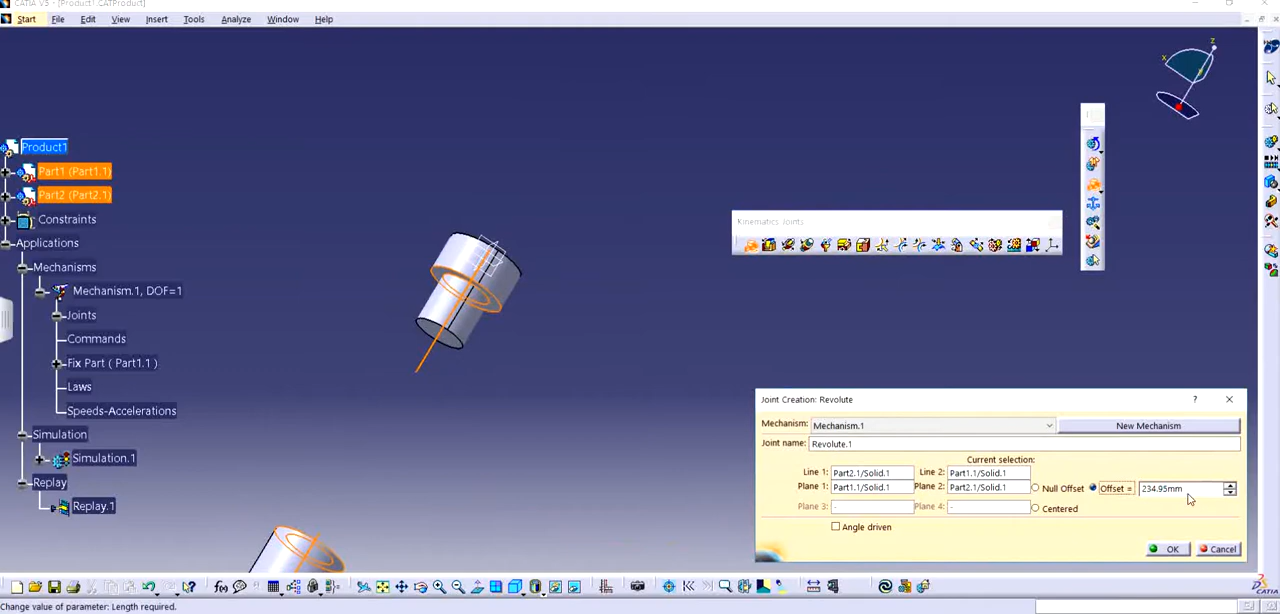 CATIA V5 - [Product1.CATProduct]
Start File Edit View Insert Tools Analyze Window Help
z
x
y
Product1
Part1 (Part1.1)
Part2 (Part2.1)
Constraints
Applications
Mechanisms
Mechanism.1, DOF=1
Joints
Commands
Fix Part ( Part1.1 )
Laws
Speeds-Accelerations
Simulation
Simulation.1
Replay
Replay.1
Kinematics Joints
Joint Creation: Revolute
Mechanism: Mechanism.1 New Mechanism
Joint name: Revolute.1
Current selection:
Line 1: Part2.1/Solid.1 Line 2: Part1.1/Solid.1
Plane 1: Part1.1/Solid.1 Plane 2: Part2.1/Solid.1 Null Offset Offset = 234.95mm
Plane 3: - Plane 4: - Centered
Angle driven
OK Cancel
f(x)
CATIA
Change value of parameter: Length required.